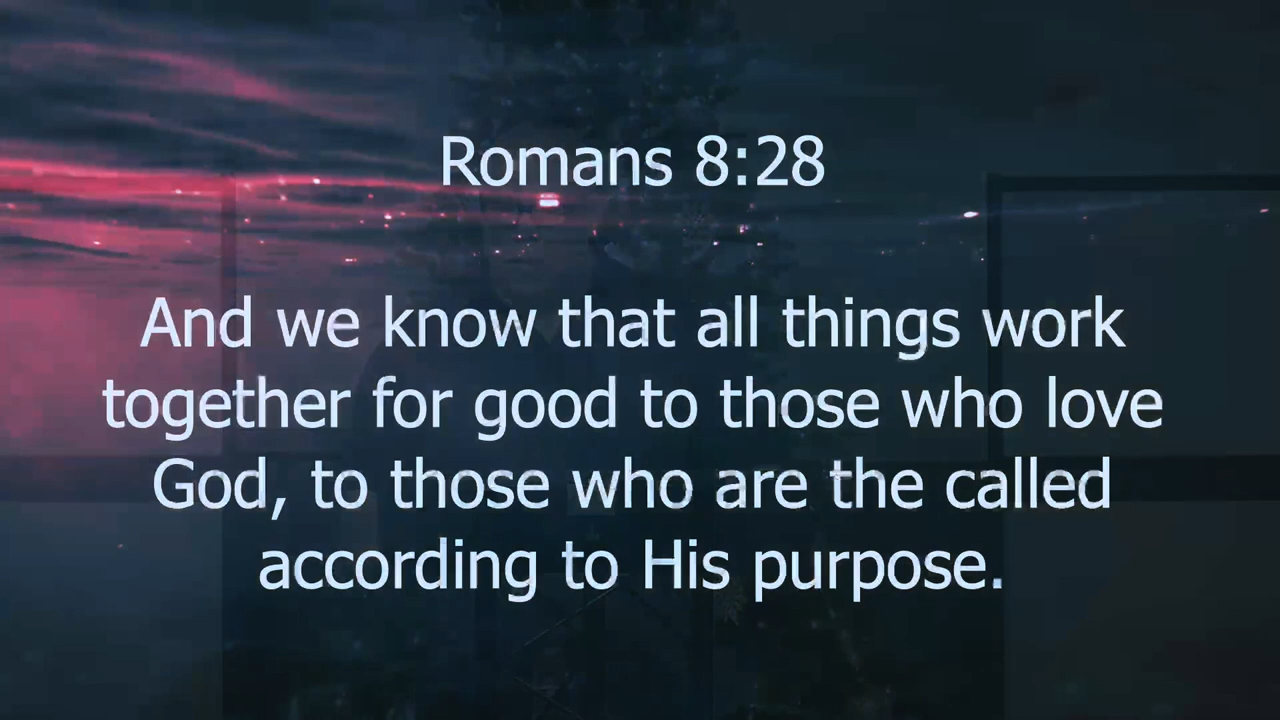 Romans 8:28
And we know that all things work
together for good to those who love
God, to those who are the called
according to His purpose.